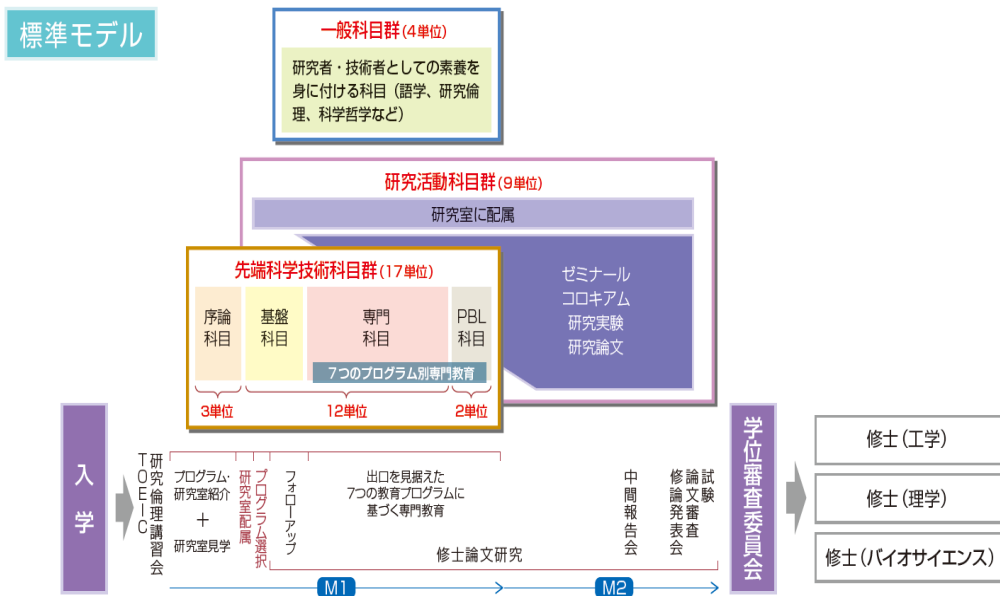 標準モデル
一般科目群(4単位)
研究者・技術者としての素養を
身に付ける科目（語学、研究倫
理、科学哲学など）
研究活動科目群(9単位)
研究室に配属
ゼミナール
コロキアム
研究実験
研究論文
先端科学技術科目群(17単位)
序論
科目
基盤
科目
専門
科目
PBL
科目
7つのプログラム別専門教育
3単位
12単位
2単位
入学
研究倫理講習会
TOEIC
プログラム・
研究室紹介
＋
研究室見学
研究室配属
プログラム選択
フォローアップ
出口を見据えた
7つの教育プログラムに
基づく専門教育
修士論文研究
中間報告会
試験
論文審査
修論発表会
M1
M2
学位審査委員会
修士(工学)
修士(理学)
修士(バイオサイエンス)